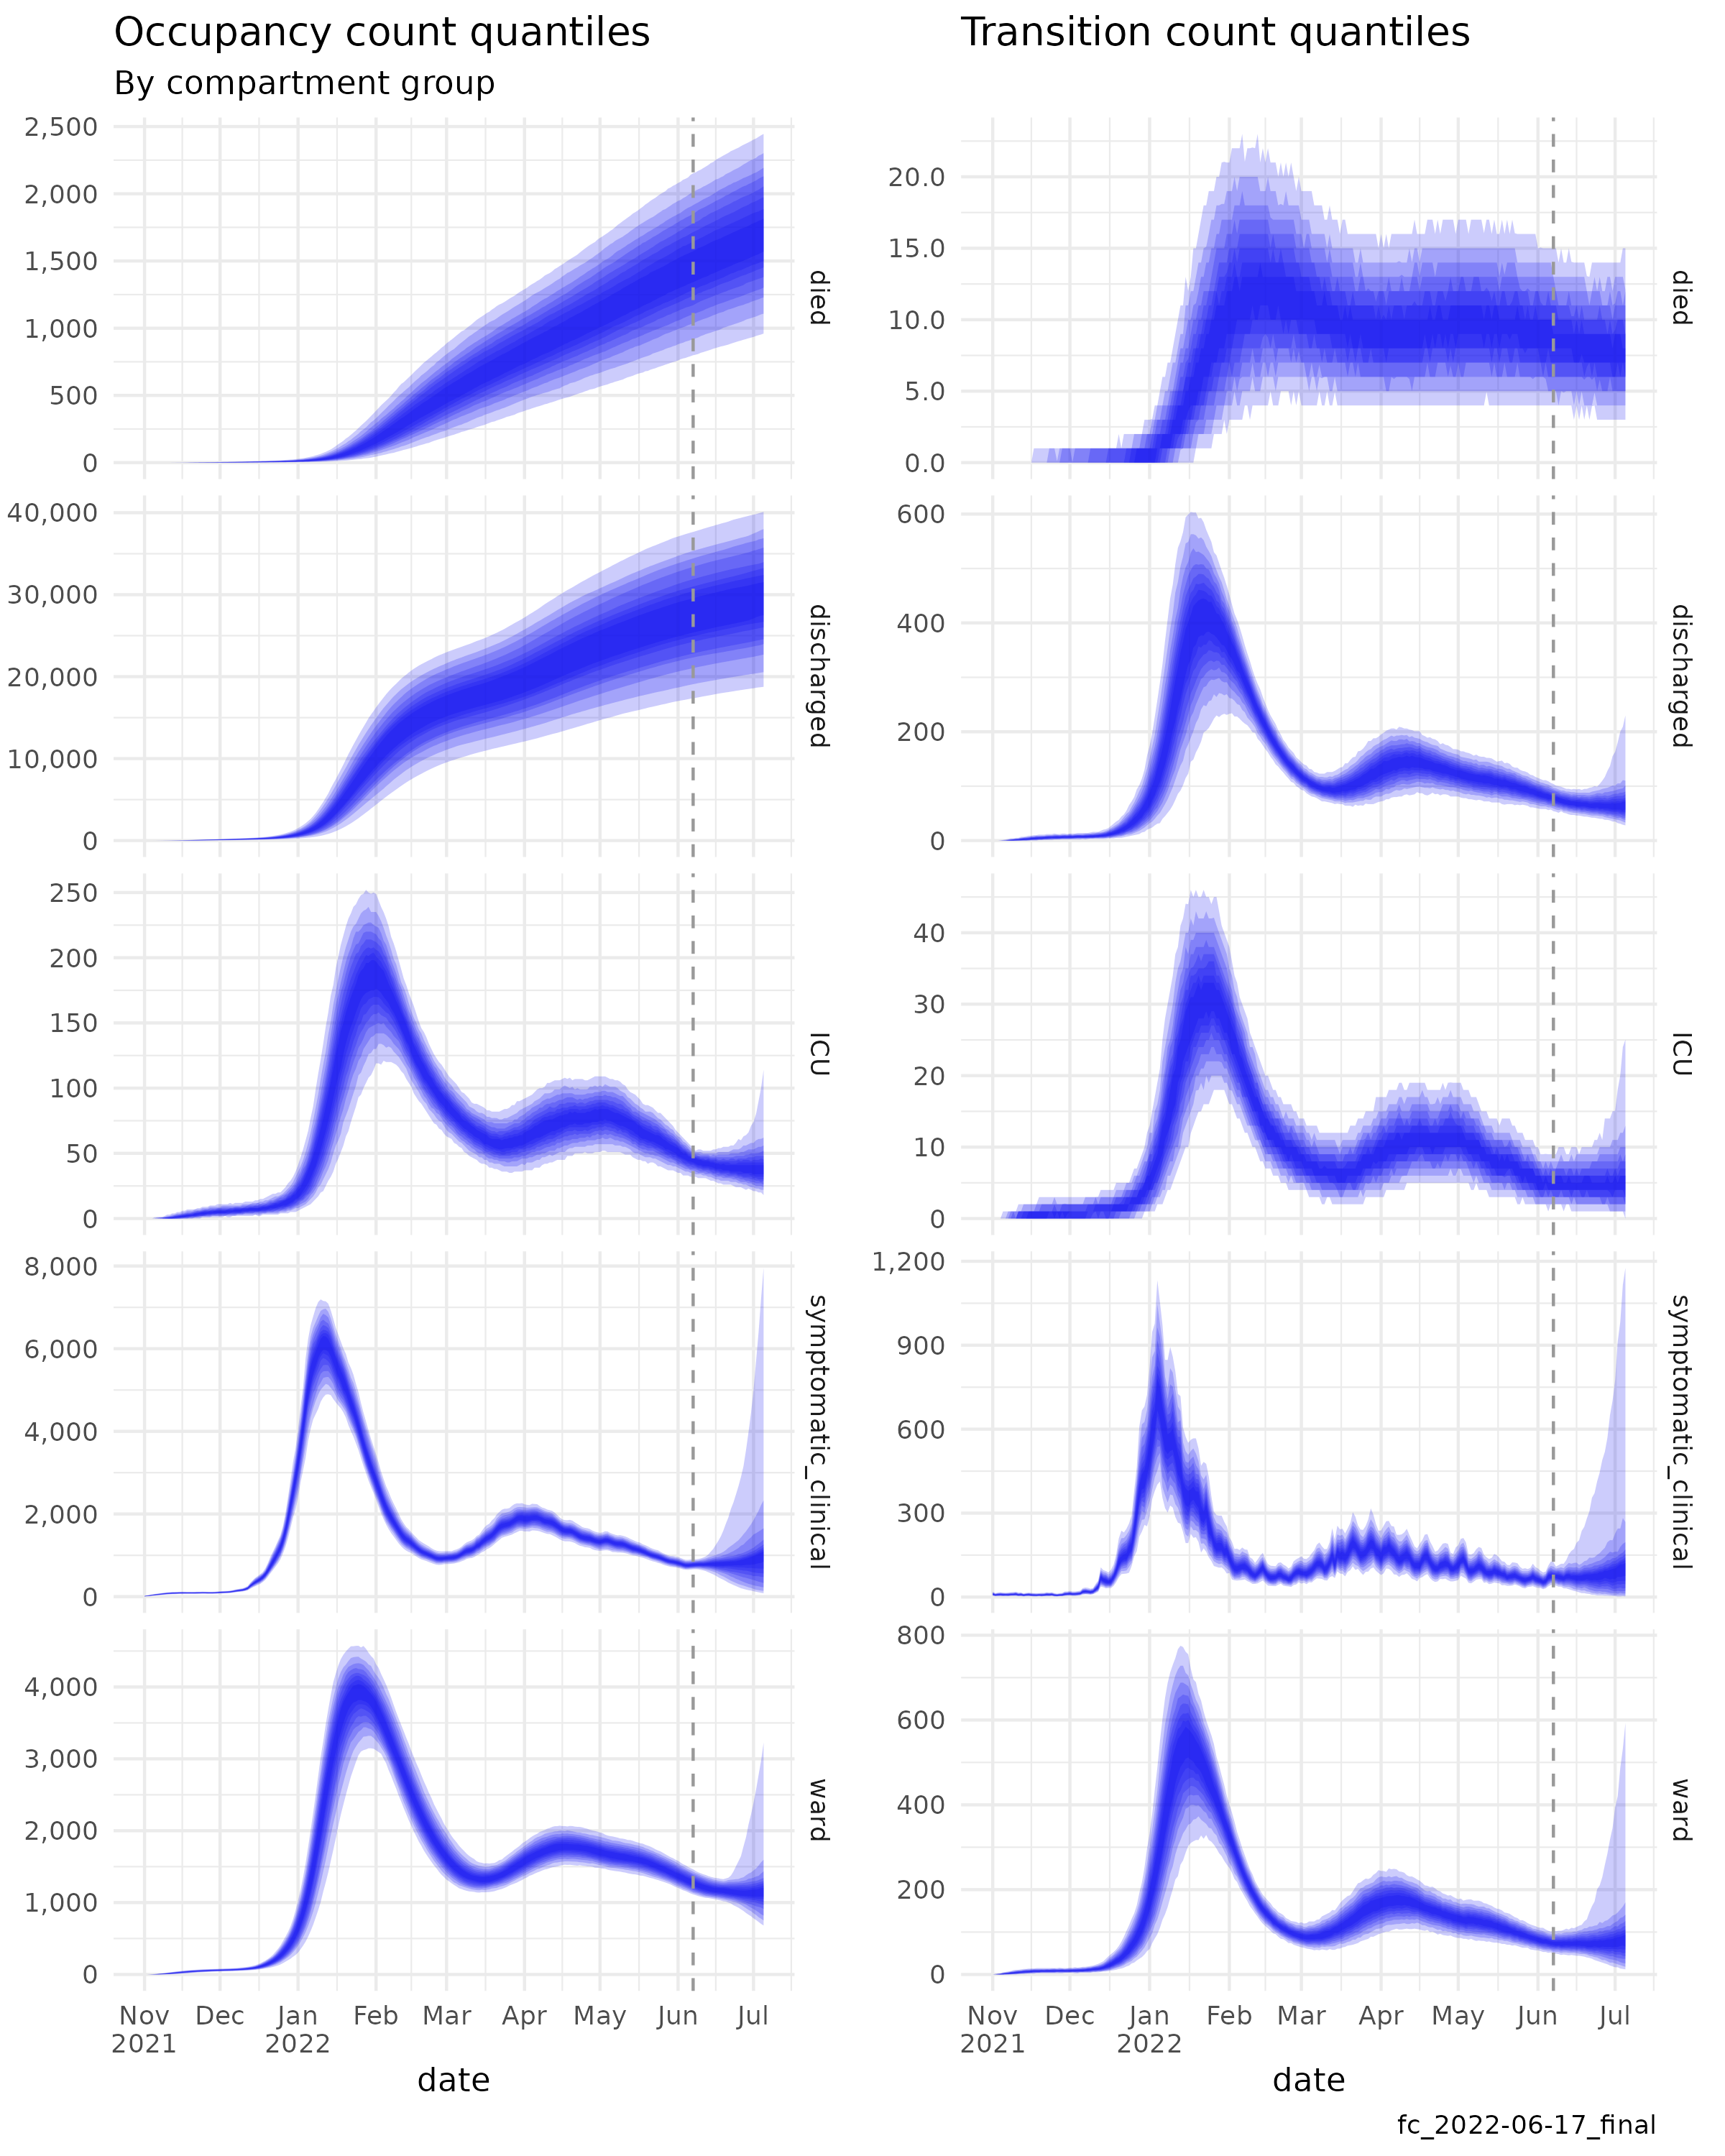 Occupancy count quantiles
By compartment group
2,500
2,000
1,500
1,000
500
0
died
40,000
30,000
20,000
10,000
0
discharged
250
200
150
100
50
0
ICU
8,000
6,000
4,000
2,000
0
symptomatic_clinical
4,000
3,000
2,000
1,000
0
ward
Nov Dec Jan Feb Mar Apr May Jun Jul
2021 2022
date
Transition count quantiles
20.0
15.0
10.0
5.0
0.0
died
600
400
200
0
discharged
40
30
20
10
0
ICU
1,200
900
600
300
0
symptomatic_clinical
800
600
400
200
0
ward
Nov Dec Jan Feb Mar Apr May Jun Jul
2021 2022
date
fc_2022-06-17_final